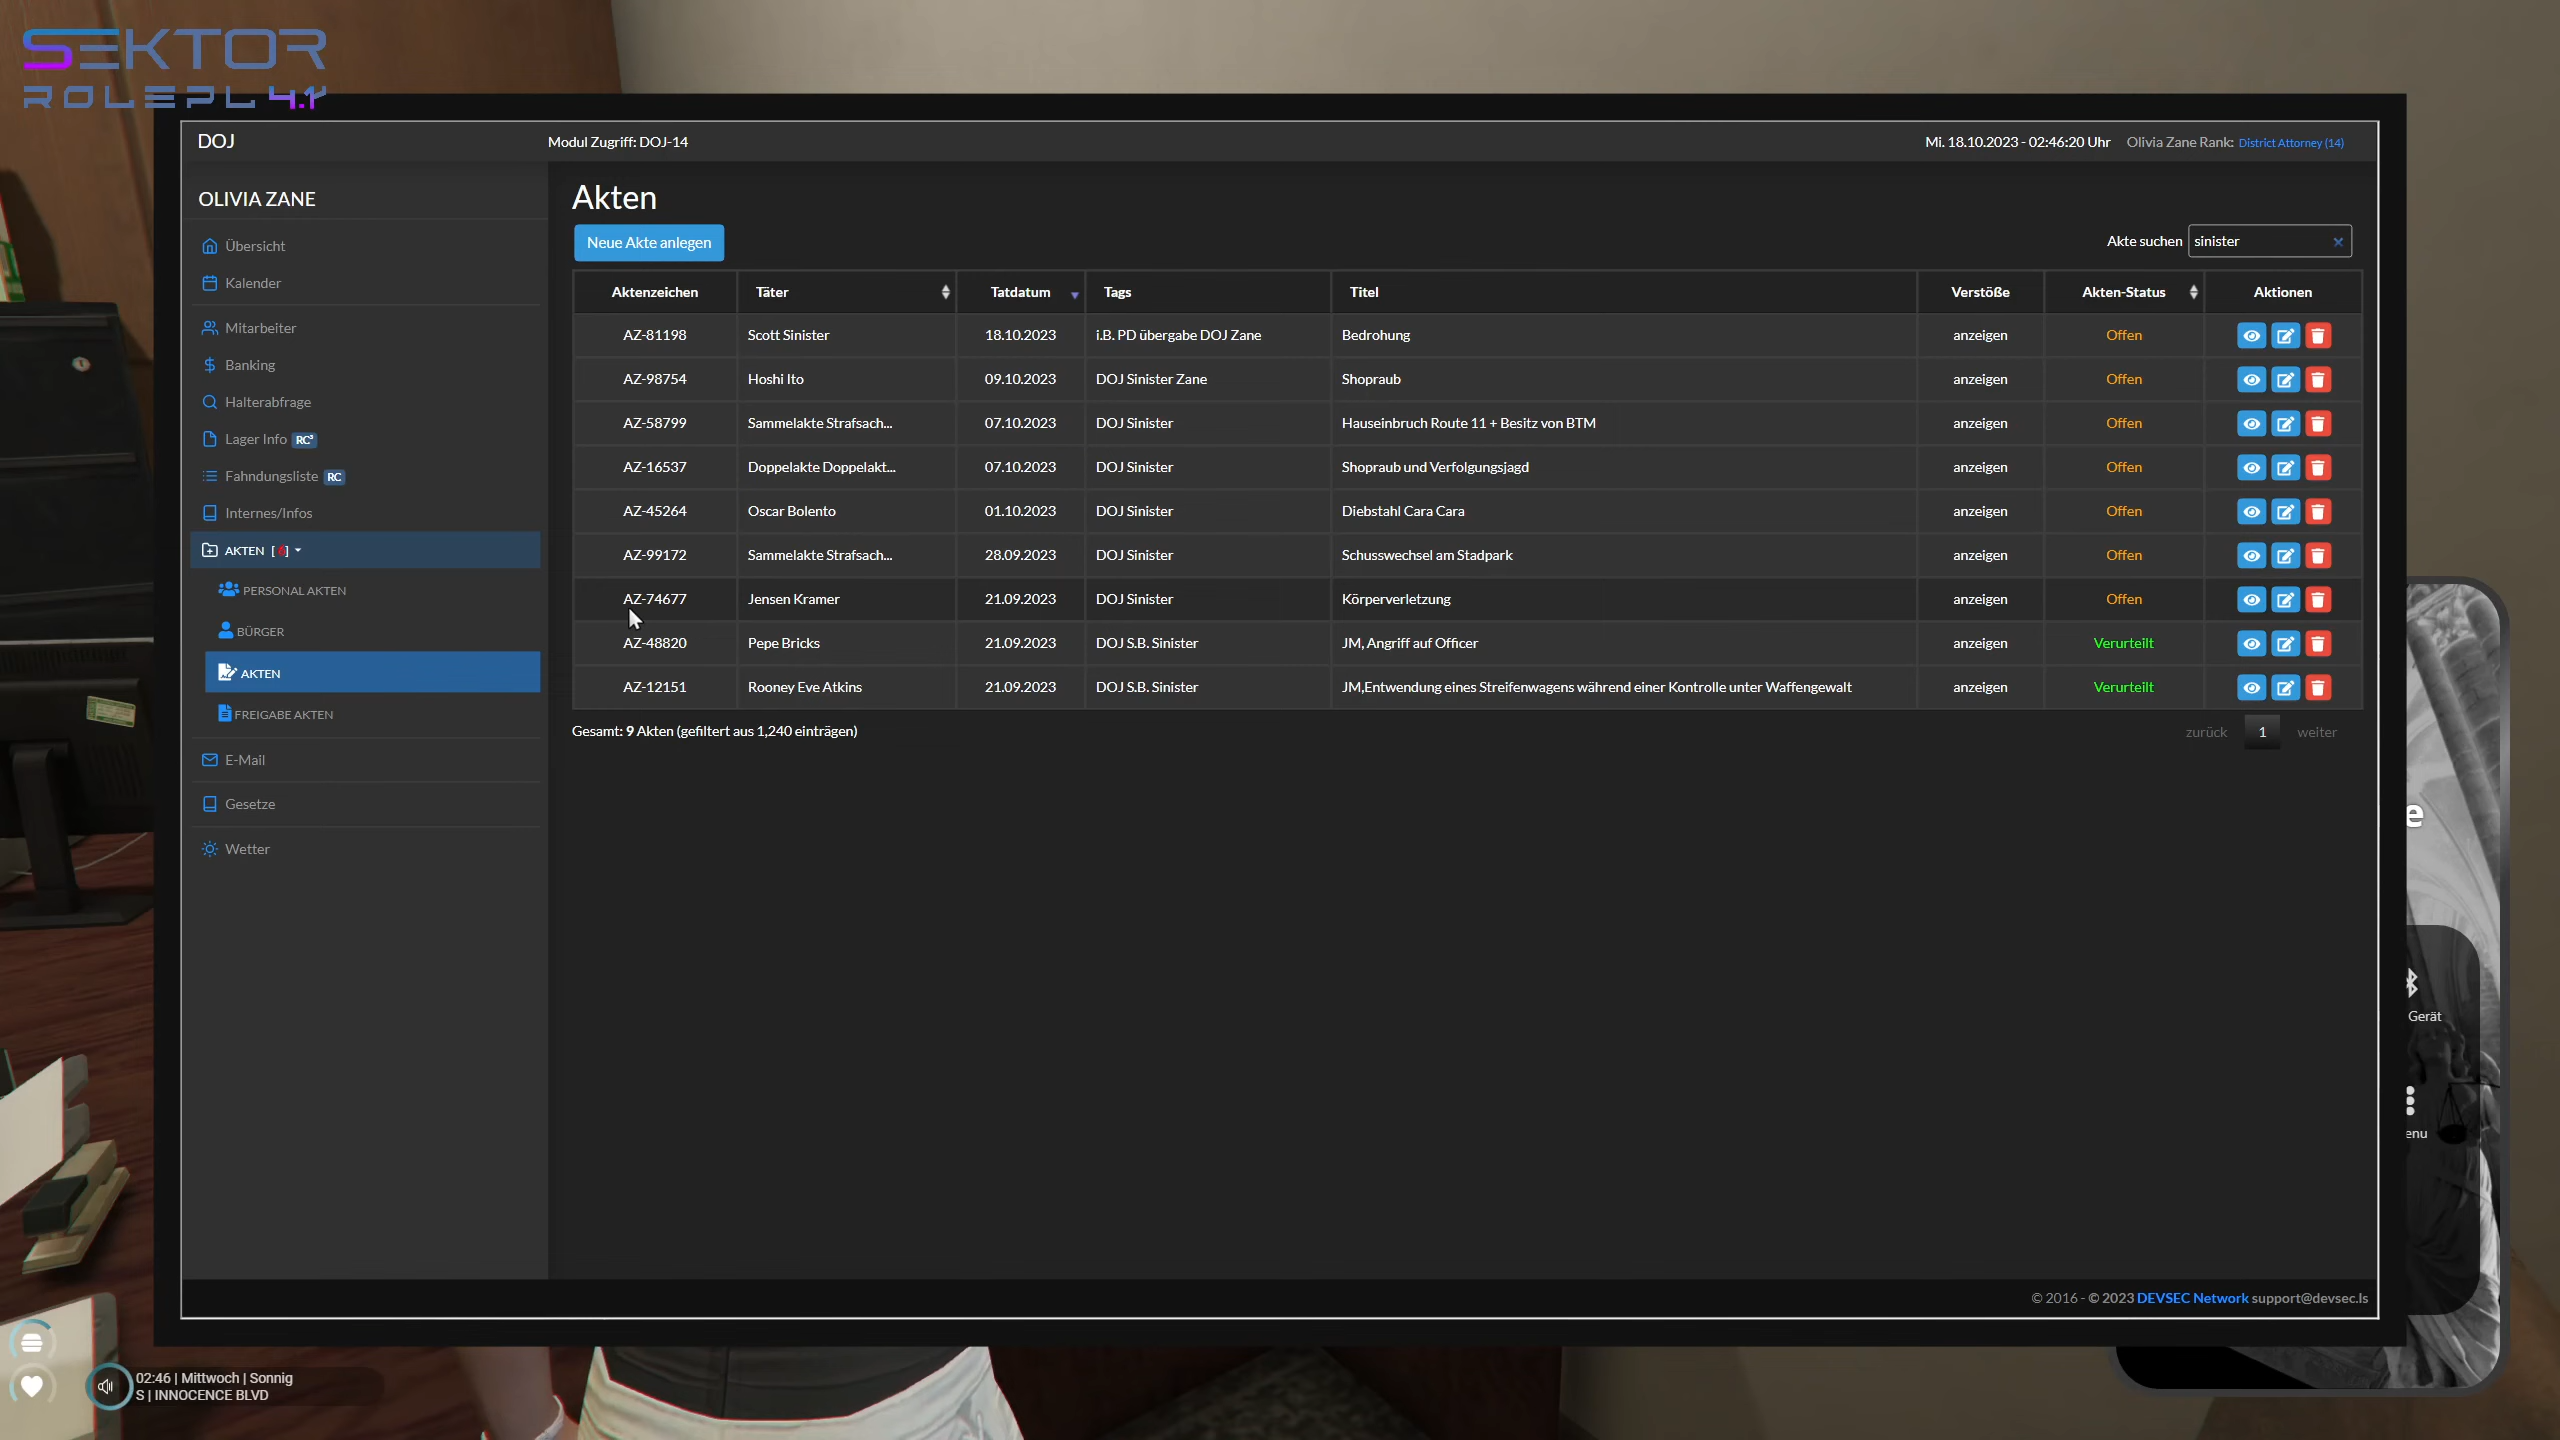 SEKTOR
ROLEPL4.Y
DOJ
Modul Zugriff: DOJ-14
Mi. 18.10.2023 - 02:46:20 Uhr
Olivia Zane Rank: District Attorney (14)
OLIVIA ZANE
Übersicht
Kalender
Mitarbeiter
Banking
Halterabfrage
Lager Info RC³
Fahndungsliste RC
Internes/Infos
AKTEN
PERSONAL AKTEN
BÜRGER
AKTEN
FREIGABE AKTEN
E-Mail
Gesetze
Wetter
Akten
Neue Akte anlegen
Akte suchen sinister
Aktenzeichen Täter Tatdatum Tags Titel Verstöße Akten-Status Aktionen
AZ-81198 Scott Sinister 18.10.2023 i.B. PD übergabe DOJ Zane Bedrohung anzeigen Offen
AZ-98754 Hoshi Ito 09.10.2023 DOJ Sinister Zane Shopraub anzeigen Offen
AZ-58799 Sammelakte Strafsach... 07.10.2023 DOJ Sinister Hauseinbruch Route 11 + Besitz von BTM anzeigen Offen
AZ-16537 Doppelakte Doppelakt... 07.10.2023 DOJ Sinister Shopraub und Verfolgungsjagd anzeigen Offen
AZ-45264 Oscar Bolento 01.10.2023 DOJ Sinister Diebstahl Cara Cara anzeigen Offen
AZ-99172 Sammelakte Strafsach... 28.09.2023 DOJ Sinister Schusswechsel am Stadpark anzeigen Offen
AZ-74677 Jensen Kramer 21.09.2023 DOJ Sinister Körperverletzung anzeigen Offen
AZ-48820 Pepe Bricks 21.09.2023 DOJ S.B. Sinister JM, Angriff auf Officer anzeigen Verurteilt
AZ-12151 Rooney Eve Atkins 21.09.2023 DOJ S.B. Sinister JM,Entwendung eines Streifenwagens während einer Kontrolle unter Waffengewalt anzeigen Verurteilt
Gesamt: 9 Akten (gefiltert aus 1,240 einträgen)
zurück 1 weiter
e
Gerät
enu
© 2016 - © 2023 DEVSEC Network support@devsec.ls
02:46 | Mittwoch | Sonnig
S | INNOCENCE BLVD